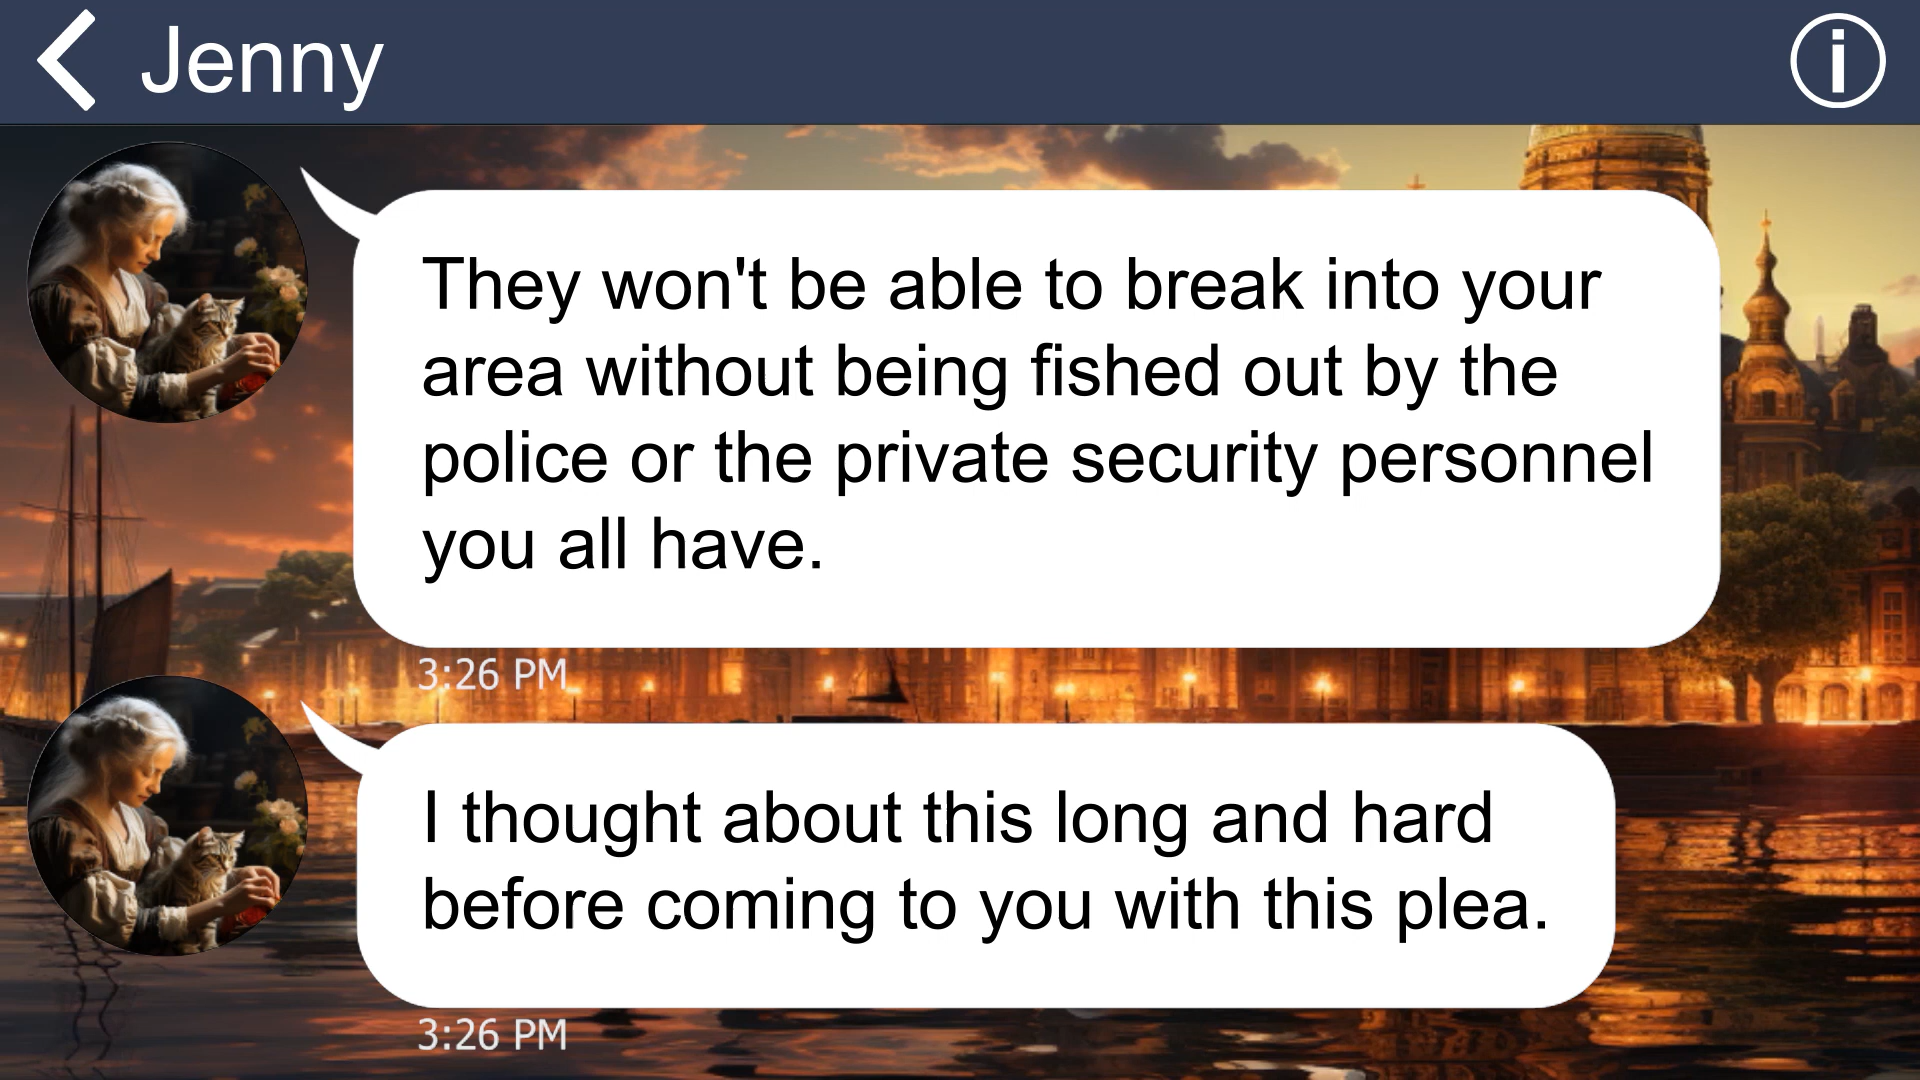 Jenny
They won't be able to break into your
area without being fished out by the
police or the private security personnel
you all have.
3:26 PM
I thought about this long and hard
before coming to you with this plea.
3:26 PM